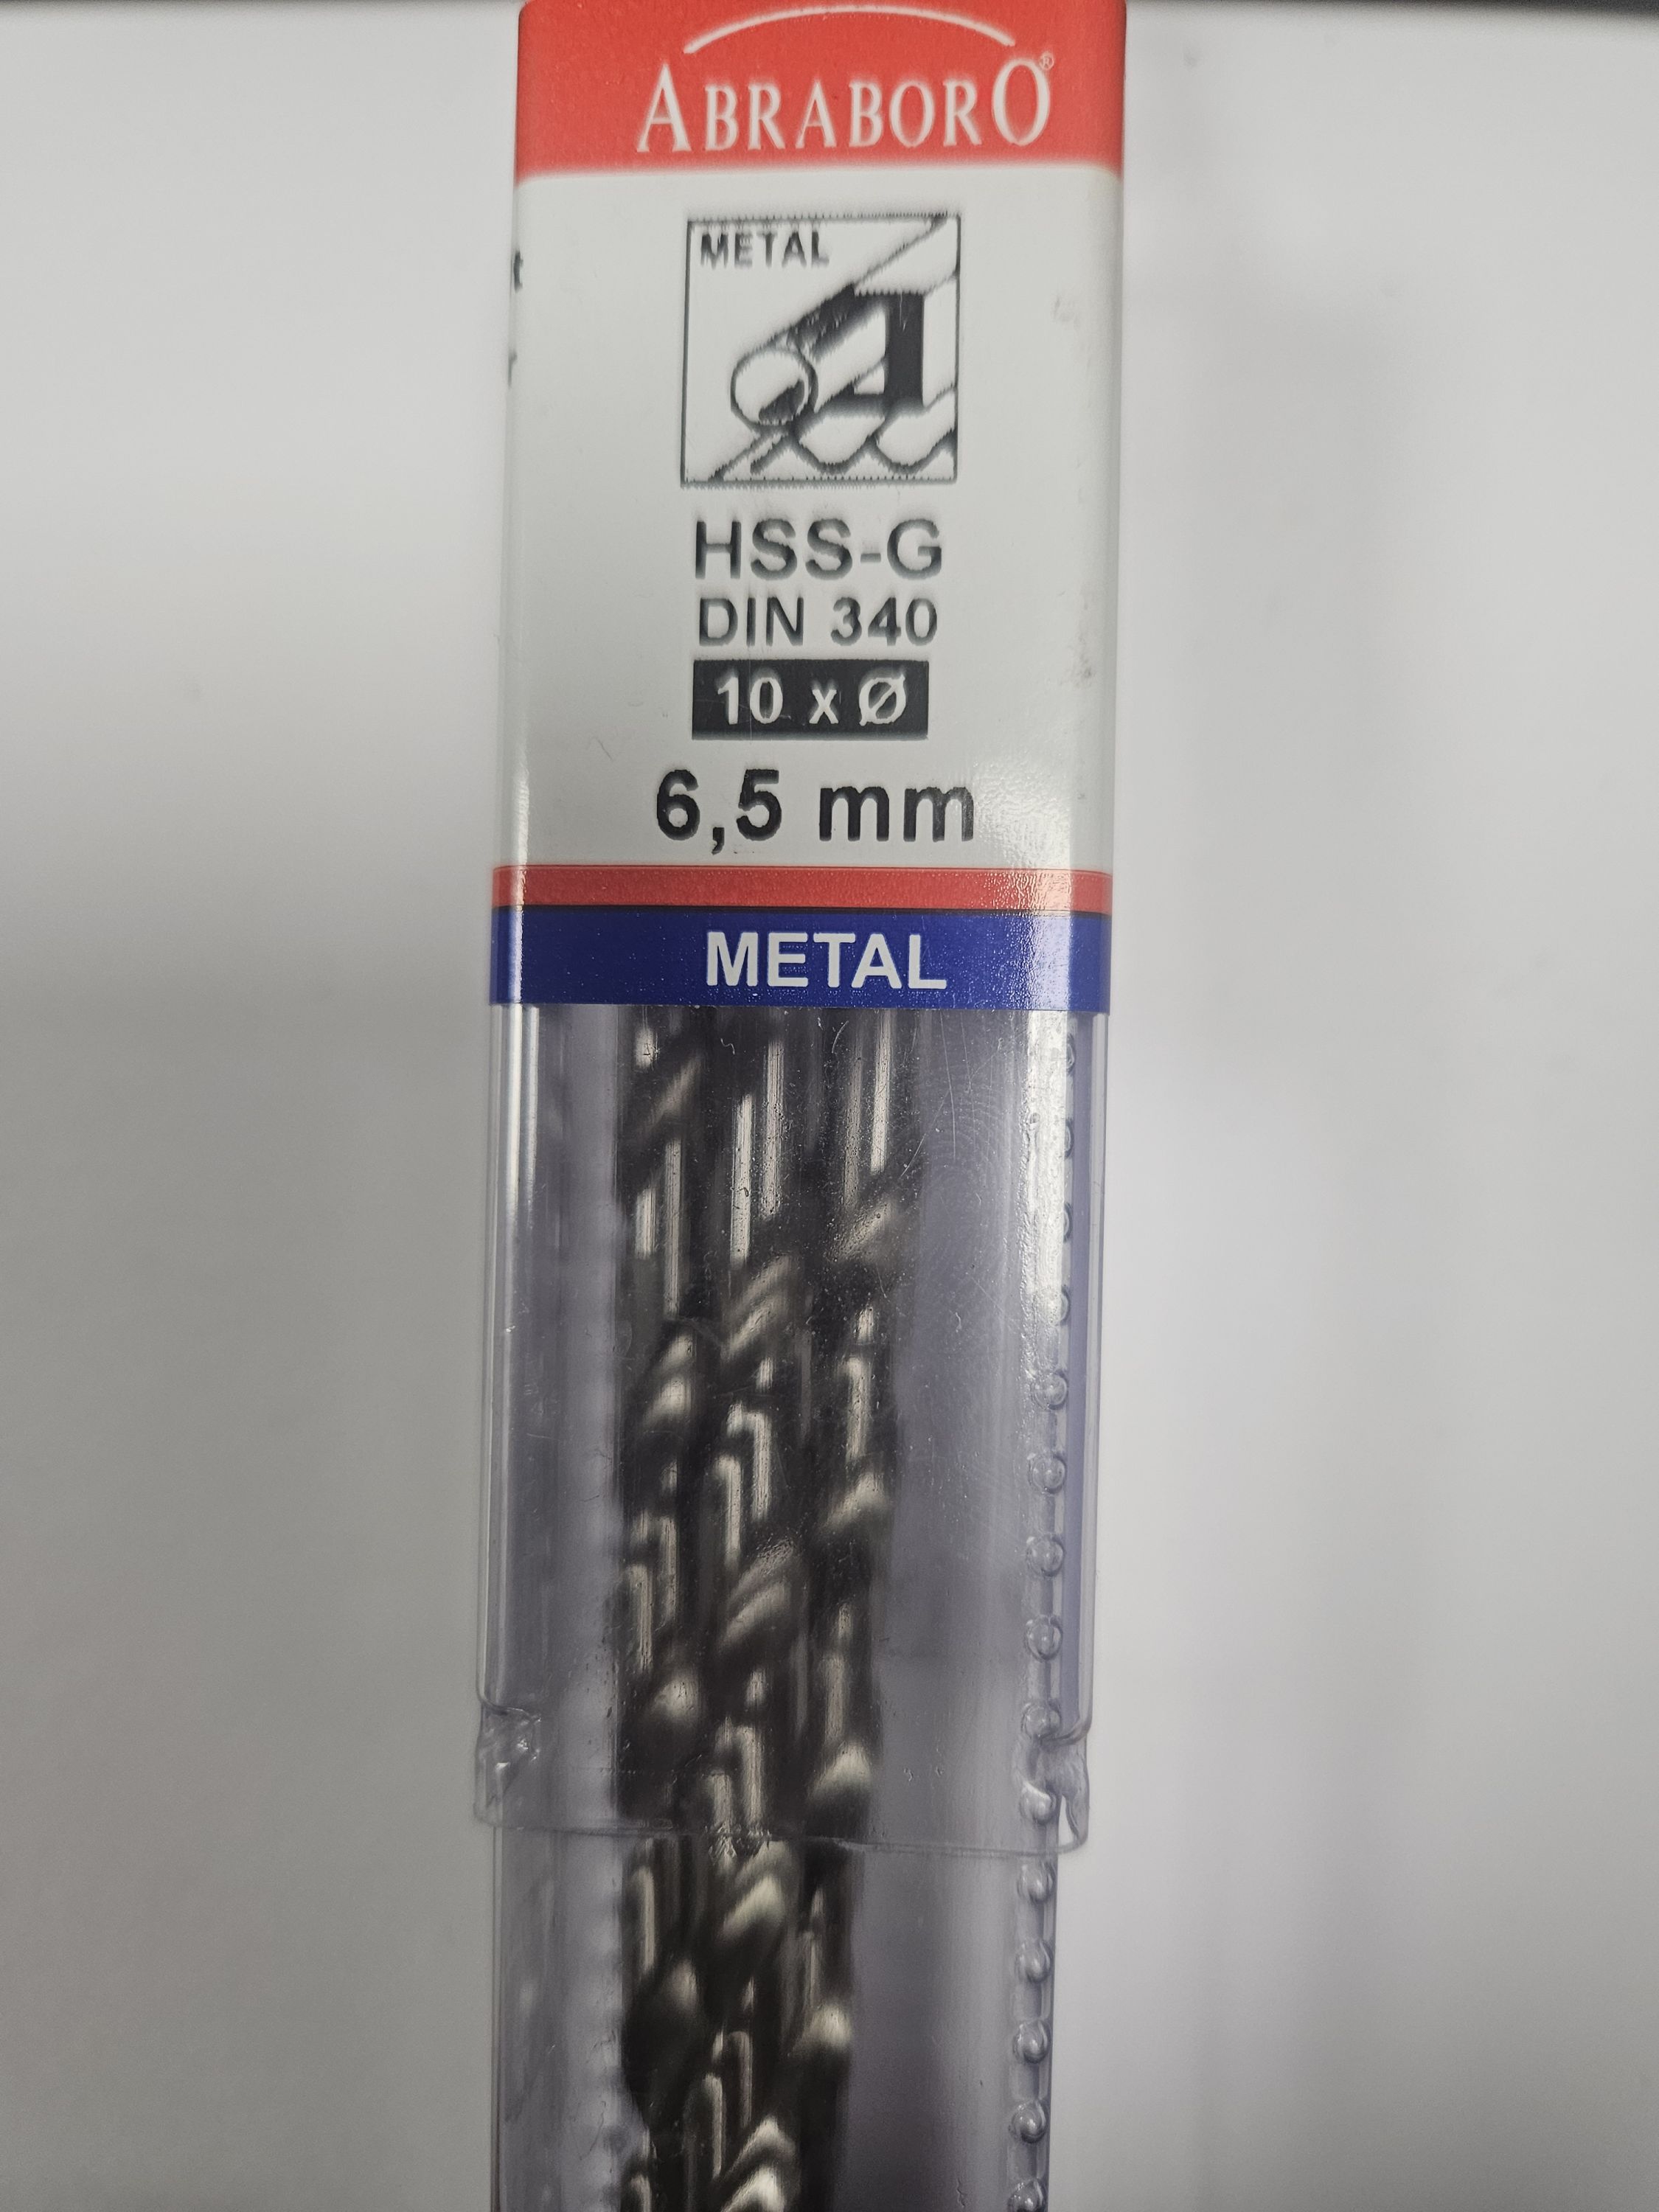 ABRABORO®
METAL
A
HSS-G
DIN 340
10 x Ø
6,5 mm
METAL